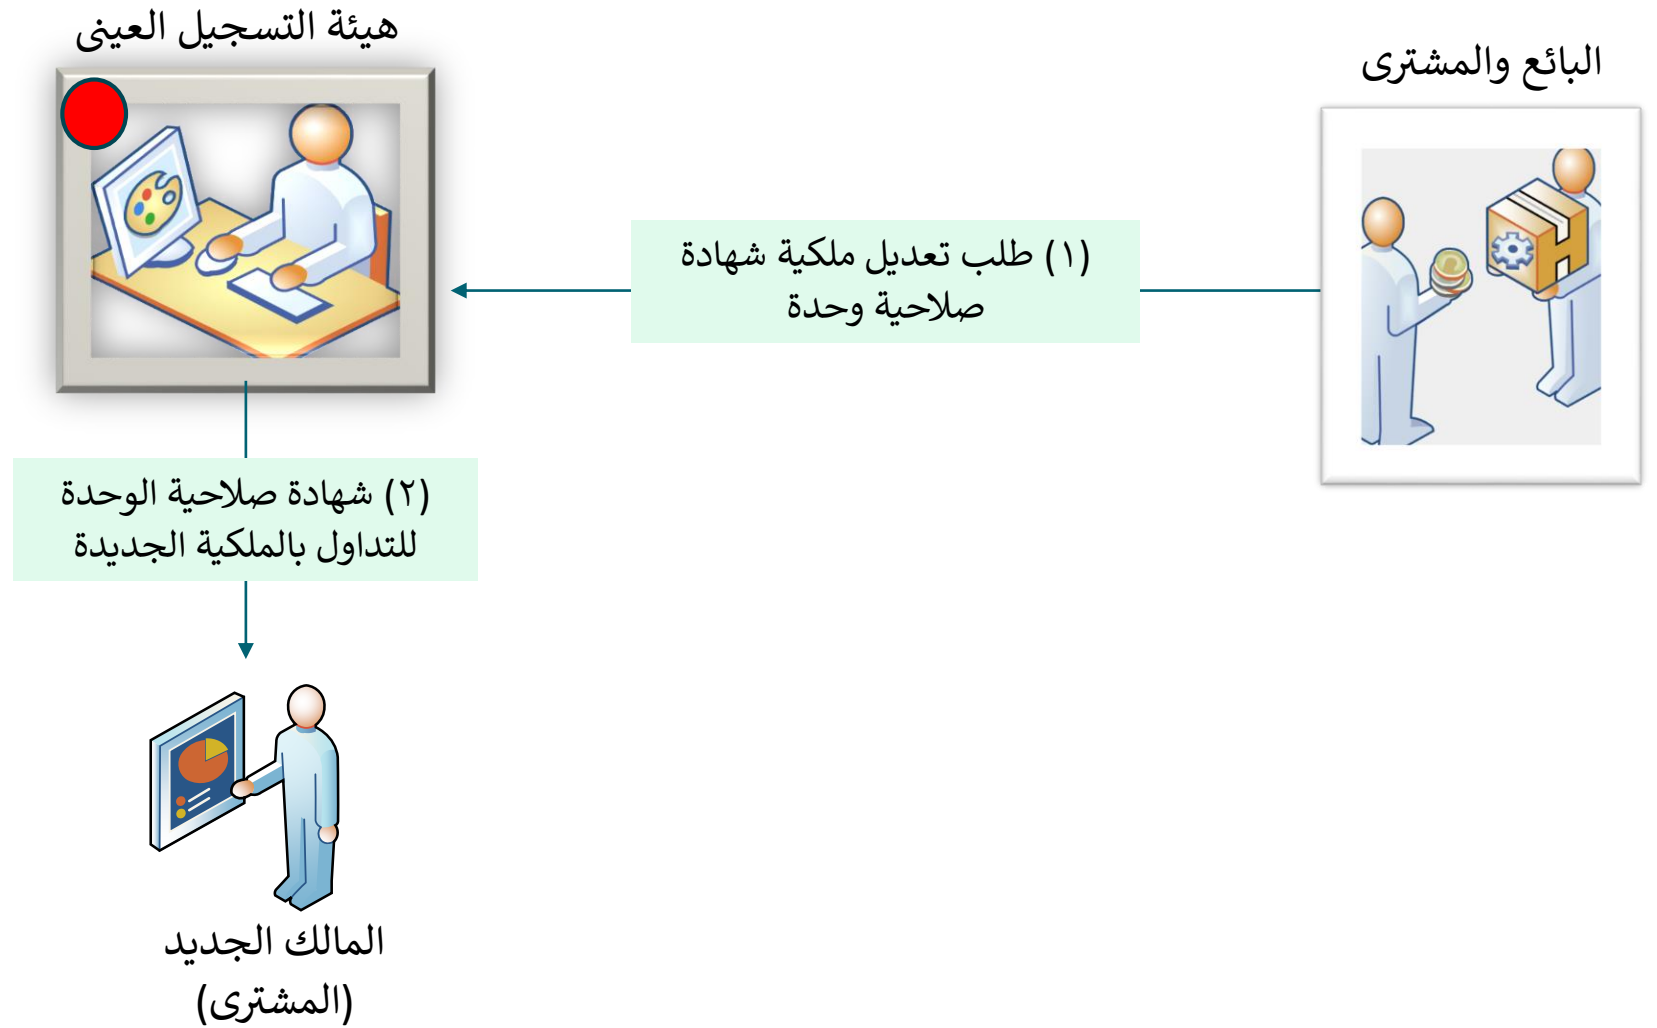 هيئة التسجيل العينى
البائع والمشترى
(١) طلب تعديل ملكية شهادة
صلاحية وحدة
(٢) شهادة صلاحية الوحدة
للتداول بالملكية الجديدة
المالك الجديد
(المشترى)